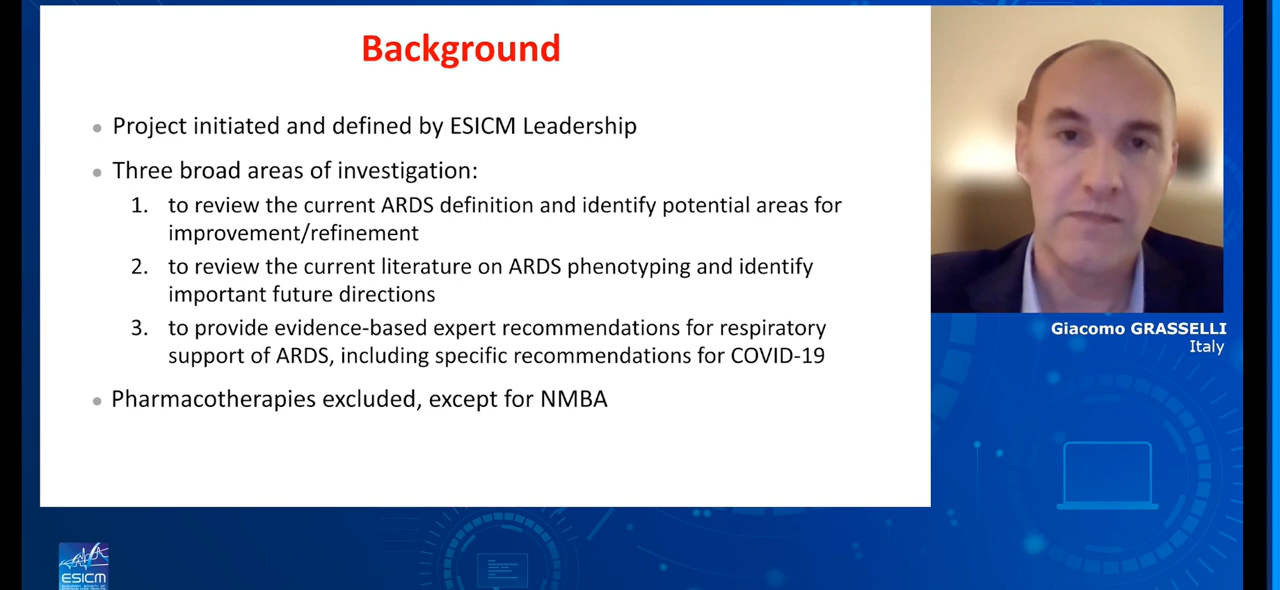 Background
Project initiated and defined by ESICM Leadership
Three broad areas of investigation:
1. to review the current ARDS definition and identify potential areas for
improvement/refinement
2. to review the current literature on ARDS phenotyping and identify
important future directions
3. to provide evidence-based expert recommendations for respiratory
support of ARDS, including specific recommendations for COVID-19
Pharmacotherapies excluded, except for NMBA
Giacomo GRASSELLI
Italy
ESICM